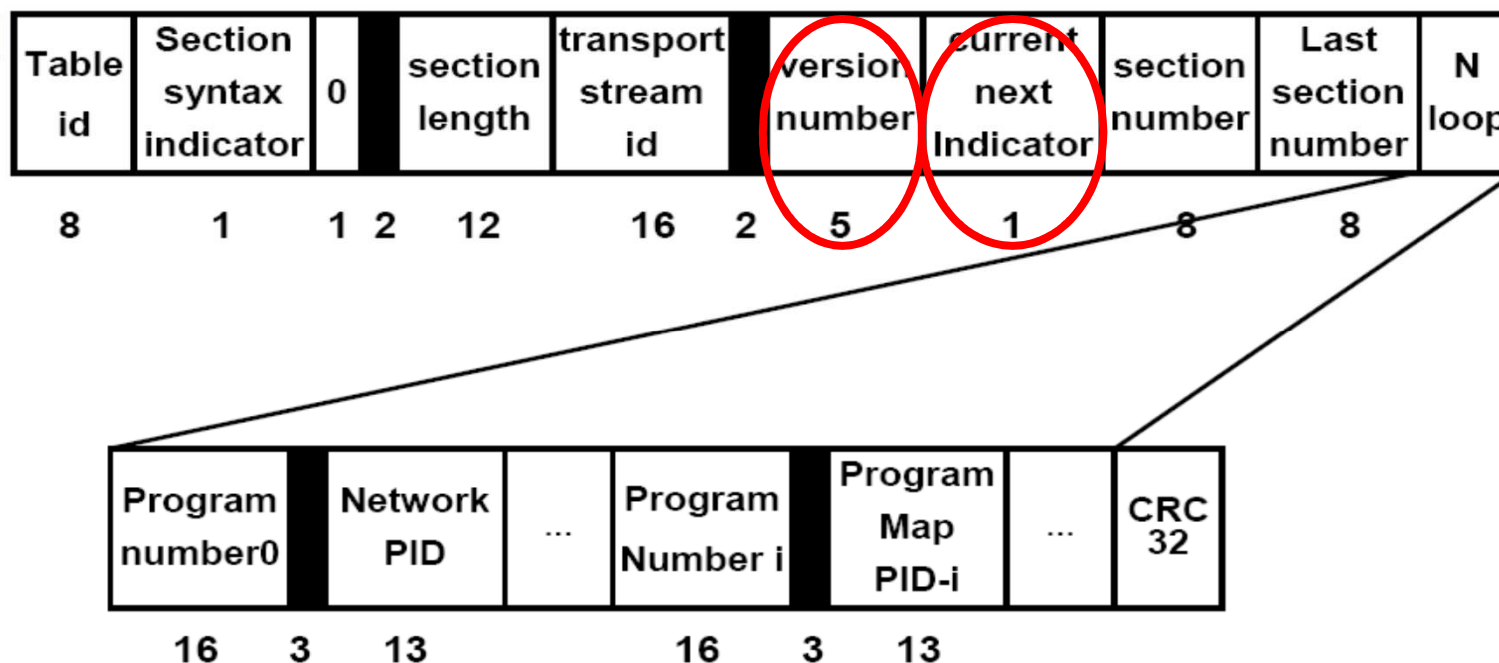 Table
id
Section
syntax
indicator
0
section
length
transport
stream
id
version
number
current
next
Indicator
section
number
Last
section
number
N
loop
8 1 1 2 12 16 2 5 1 8 8
Program
number0
Network
PID
...
Program
Number i
Program
Map
PID-i
...
CRC
32
16 3 13 16 3 13